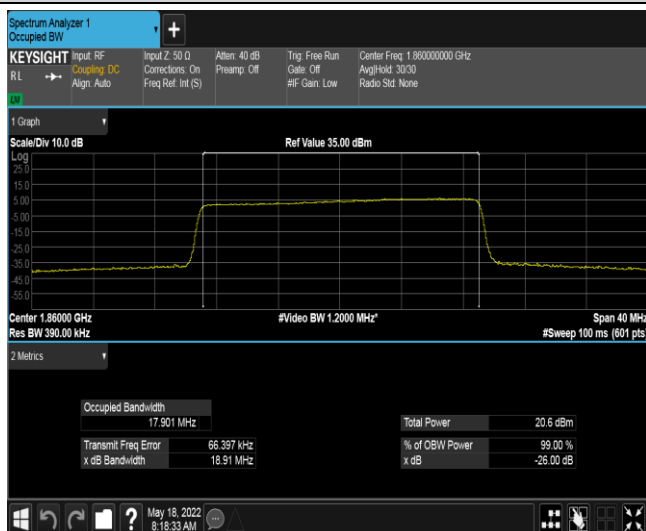 Spectrum Analyzer 1
Occupied BW
+
KEYSIGHT Input: RF Input Z: 50 Ω Atten: 40 dB Trig: Free Run Center Freq: 1.860000000 GHz
RL Coupling: DC Corrections: On Preamp: Off Gate: Off Avg|Hold: 30/30
Align: Auto Freq Ref: Int (S) #IF Gain: Low Radio Std: None
1 Graph
Scale/Div 10.0 dB Ref Value 35.00 dBm
Log
25.0
15.0
5.00
-5.00
-15.0
-25.0
-35.0
-45.0
-55.0
Center 1.86000 GHz #Video BW 1.2000 MHz* Span 40 MHz
Res BW 390.00 kHz #Sweep 100 ms (601 pts)
2 Metrics
Occupied Bandwidth
17.901 MHz Total Power 20.6 dBm
Transmit Freq Error 66.397 kHz % of OBW Power 99.00 %
x dB Bandwidth 18.91 MHz x dB -26.00 dB
?
May 18, 2022
8:18:33 AM